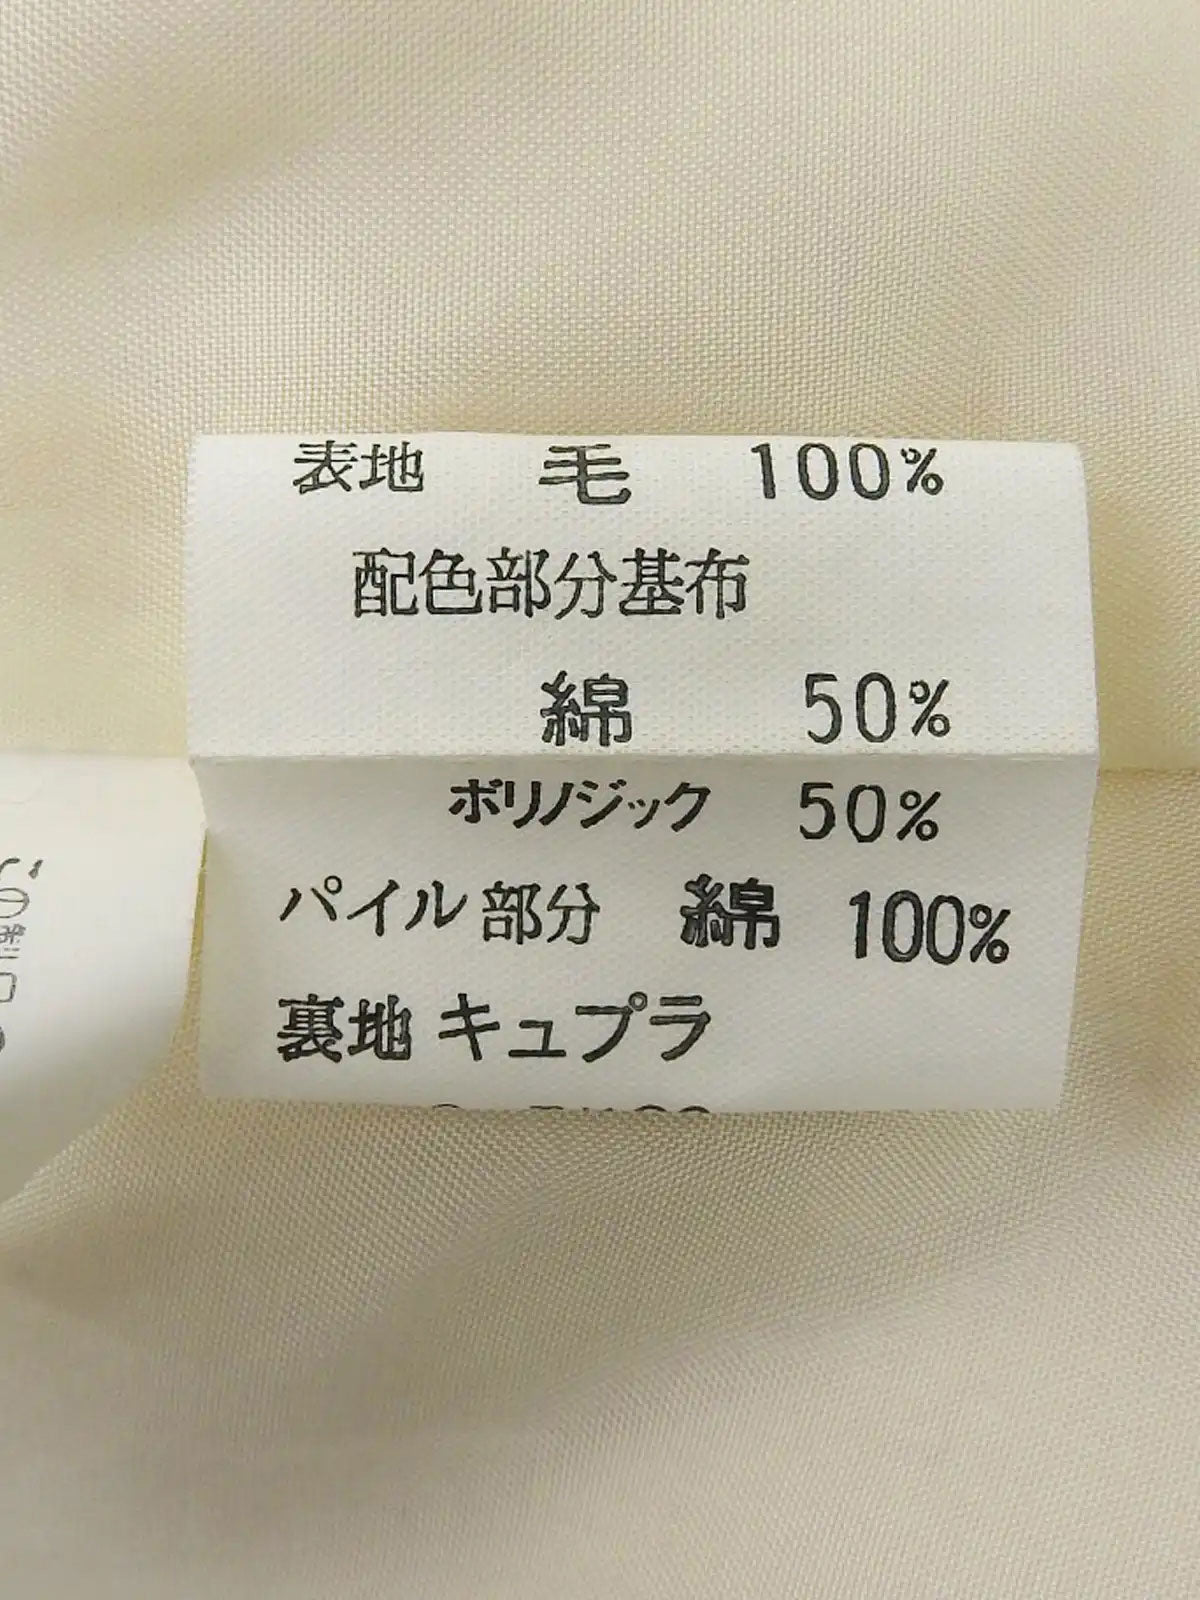 表地 毛 100%
配色部分基布
綿 50%
ポリノジック 50%
パイル部分 綿 100%
裏地 キュプラ